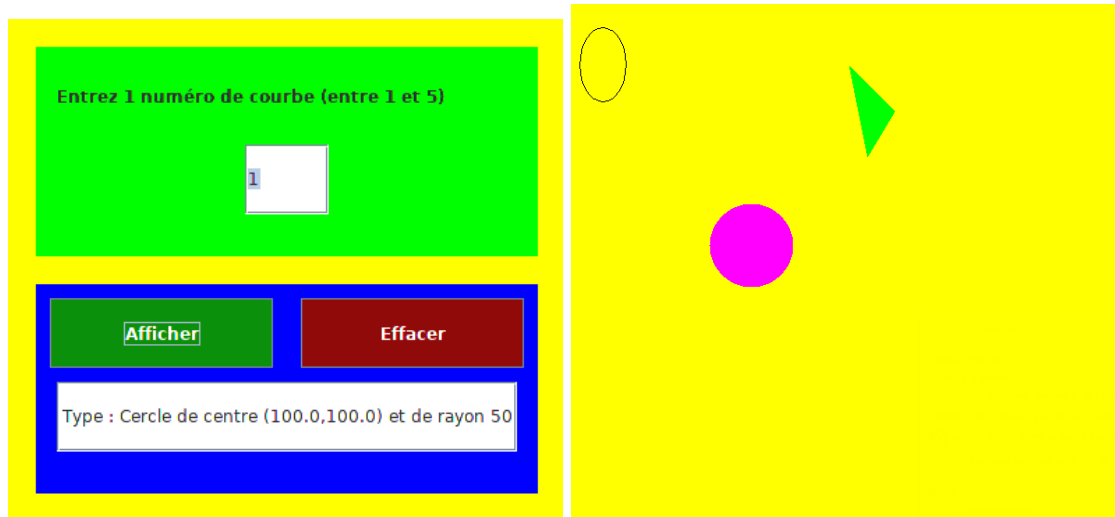 Entrez 1 numéro de courbe (entre 1 et 5)
1
Afficher
Effacer
Type : Cercle de centre (100.0,100.0) et de rayon 50